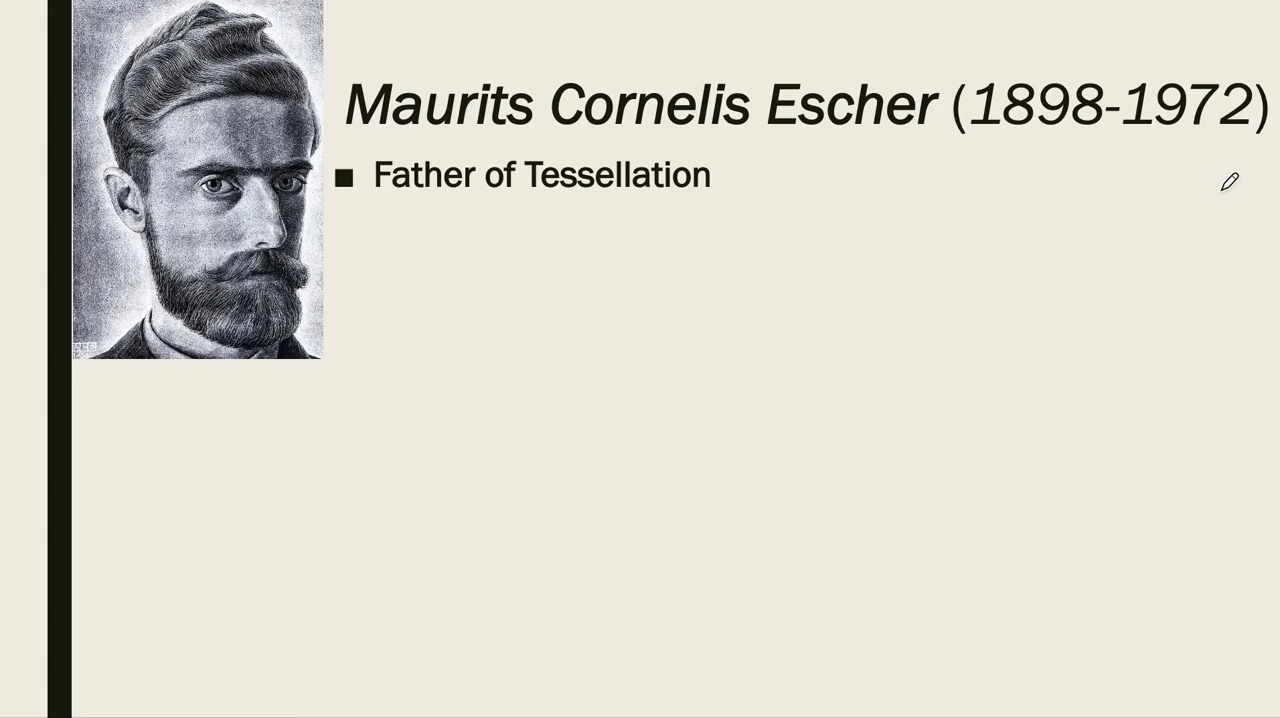 Maurits Cornelis Escher (1898-1972)
■ Father of Tessellation